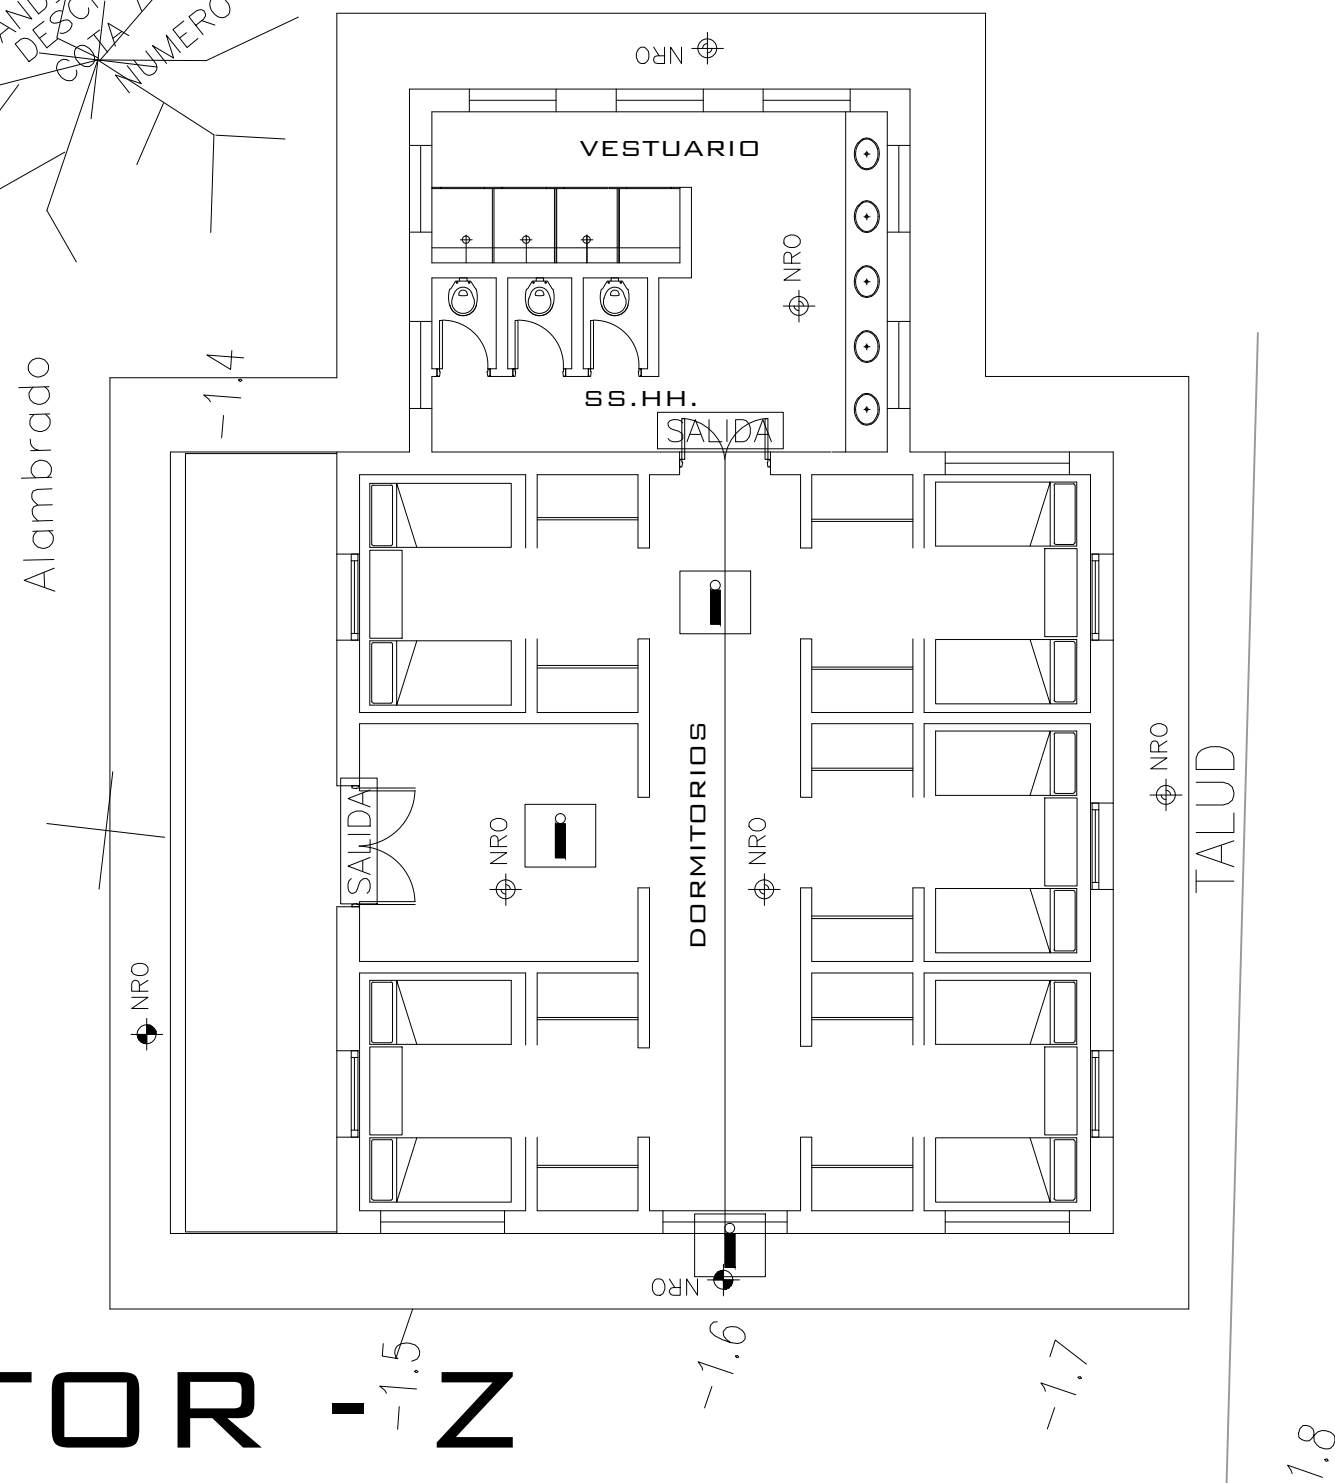 DESCR
COTA
NUMERO
NRO
VESTUARIO
NRO
-1.4
Alambrado
SS.HH.
SALIDA
DORMITORIOS
NRO
TALUD
SALIDA
NRO
NRO
NRO
NRO
-1.5
-1.6
-1.7
TOR - Z
1.8